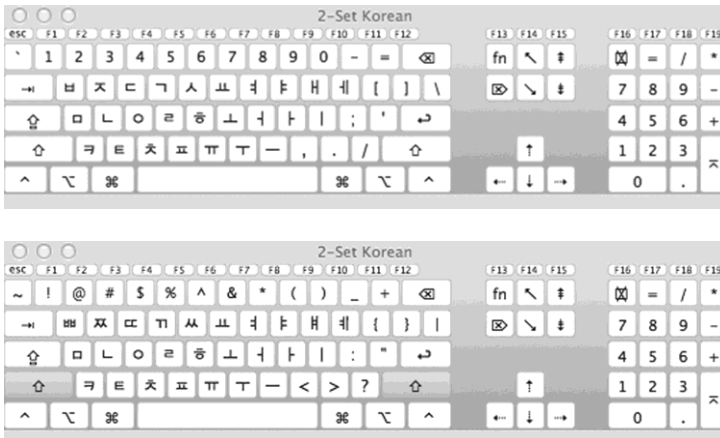 2-Set Korean
esc F1 F2 F3 F4 F5 F6 F7 F8 F9 F10 F11 F12 F13 F14 F15 F16 F17 F18 F19
` 1 2 3 4 5 6 7 8 9 0 - = ⌫ fn ↖ ⇞ ⌧ = / *
⇥ ㅂ ㅈ ㄷ ㄱ ㅅ ㅛ ㅕ ㅑ ㅐ ㅔ [ ] \ ⌦ ↘ ⇟ 7 8 9 -
⇪ ㅁ ㄴ ㅇ ㄹ ㅎ ㅗ ㅓ ㅏ ㅣ ; ' ↩ 4 5 6 +
⇧ ㅋ ㅌ ㅊ ㅍ ㅠ ㅜ ㅡ , . / ⇧ ⇡ 1 2 3 ⌅
^ ⌥ ⌘ ⌘ ⌥ ^ ⇠ ⇣ ⇢ 0 .
2-Set Korean
esc F1 F2 F3 F4 F5 F6 F7 F8 F9 F10 F11 F12 F13 F14 F15 F16 F17 F18 F19
~ ! @ # $ % ^ & * ( ) _ + ⌫ fn ↖ ⇞ ⌧ = / *
⇥ ㅃ ㅉ ㄸ ㄲ ㅆ ㅛ ㅕ ㅑ ㅒ ㅖ { } | ⌦ ↘ ⇟ 7 8 9 -
⇪ ㅁ ㄴ ㅇ ㄹ ㅎ ㅗ ㅓ ㅏ ㅣ : " ↩ 4 5 6 +
⇧ ㅋ ㅌ ㅊ ㅍ ㅠ ㅜ ㅡ < > ? ⇧ ⇡ 1 2 3 ⌅
^ ⌥ ⌘ ⌘ ⌥ ^ ⇠ ⇣ ⇢ 0 .